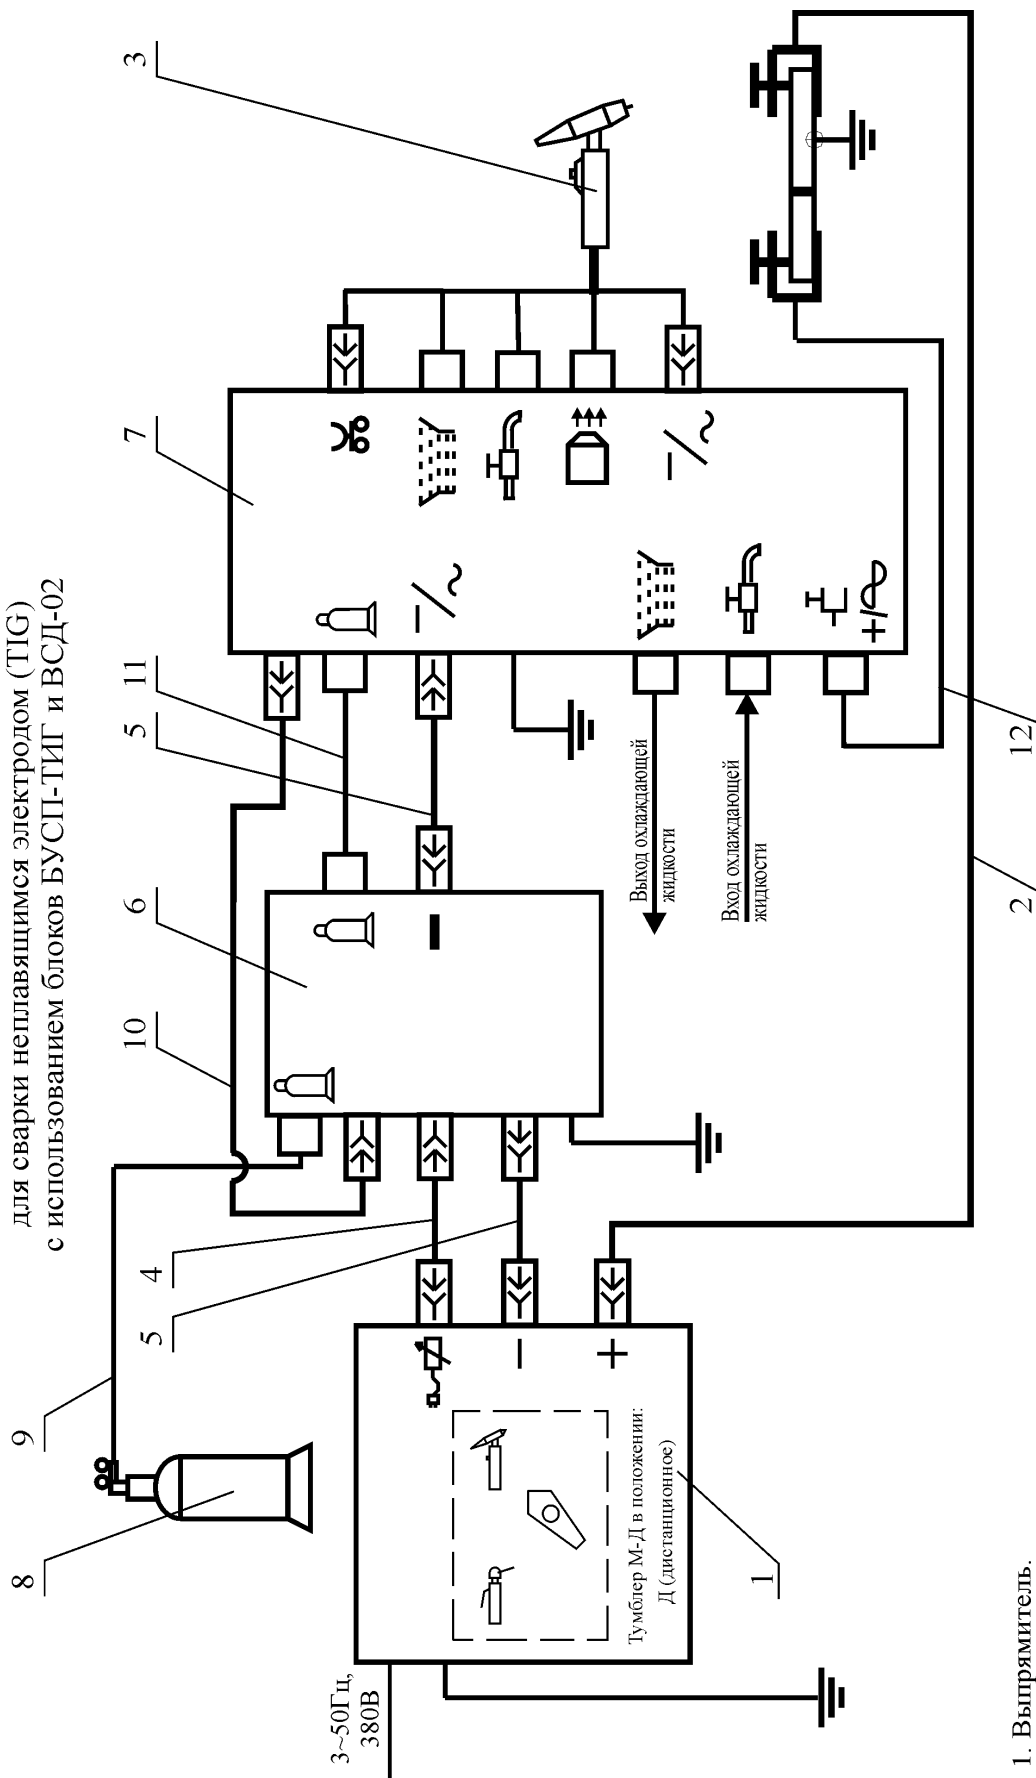 для сварки неплавящимся электродом (TIG)
с использованием блоков БУСП-ТИГ и ВСД-02
8
9
10
6
5
11
7
3
4
5
3~50Гц,
380В
Тумблер М-Д в положении:
Д (дистанционное)
1
Выход охлаждающей
жидкости
Вход охлаждающей
жидкости
2
12
1. Выпрямитель.